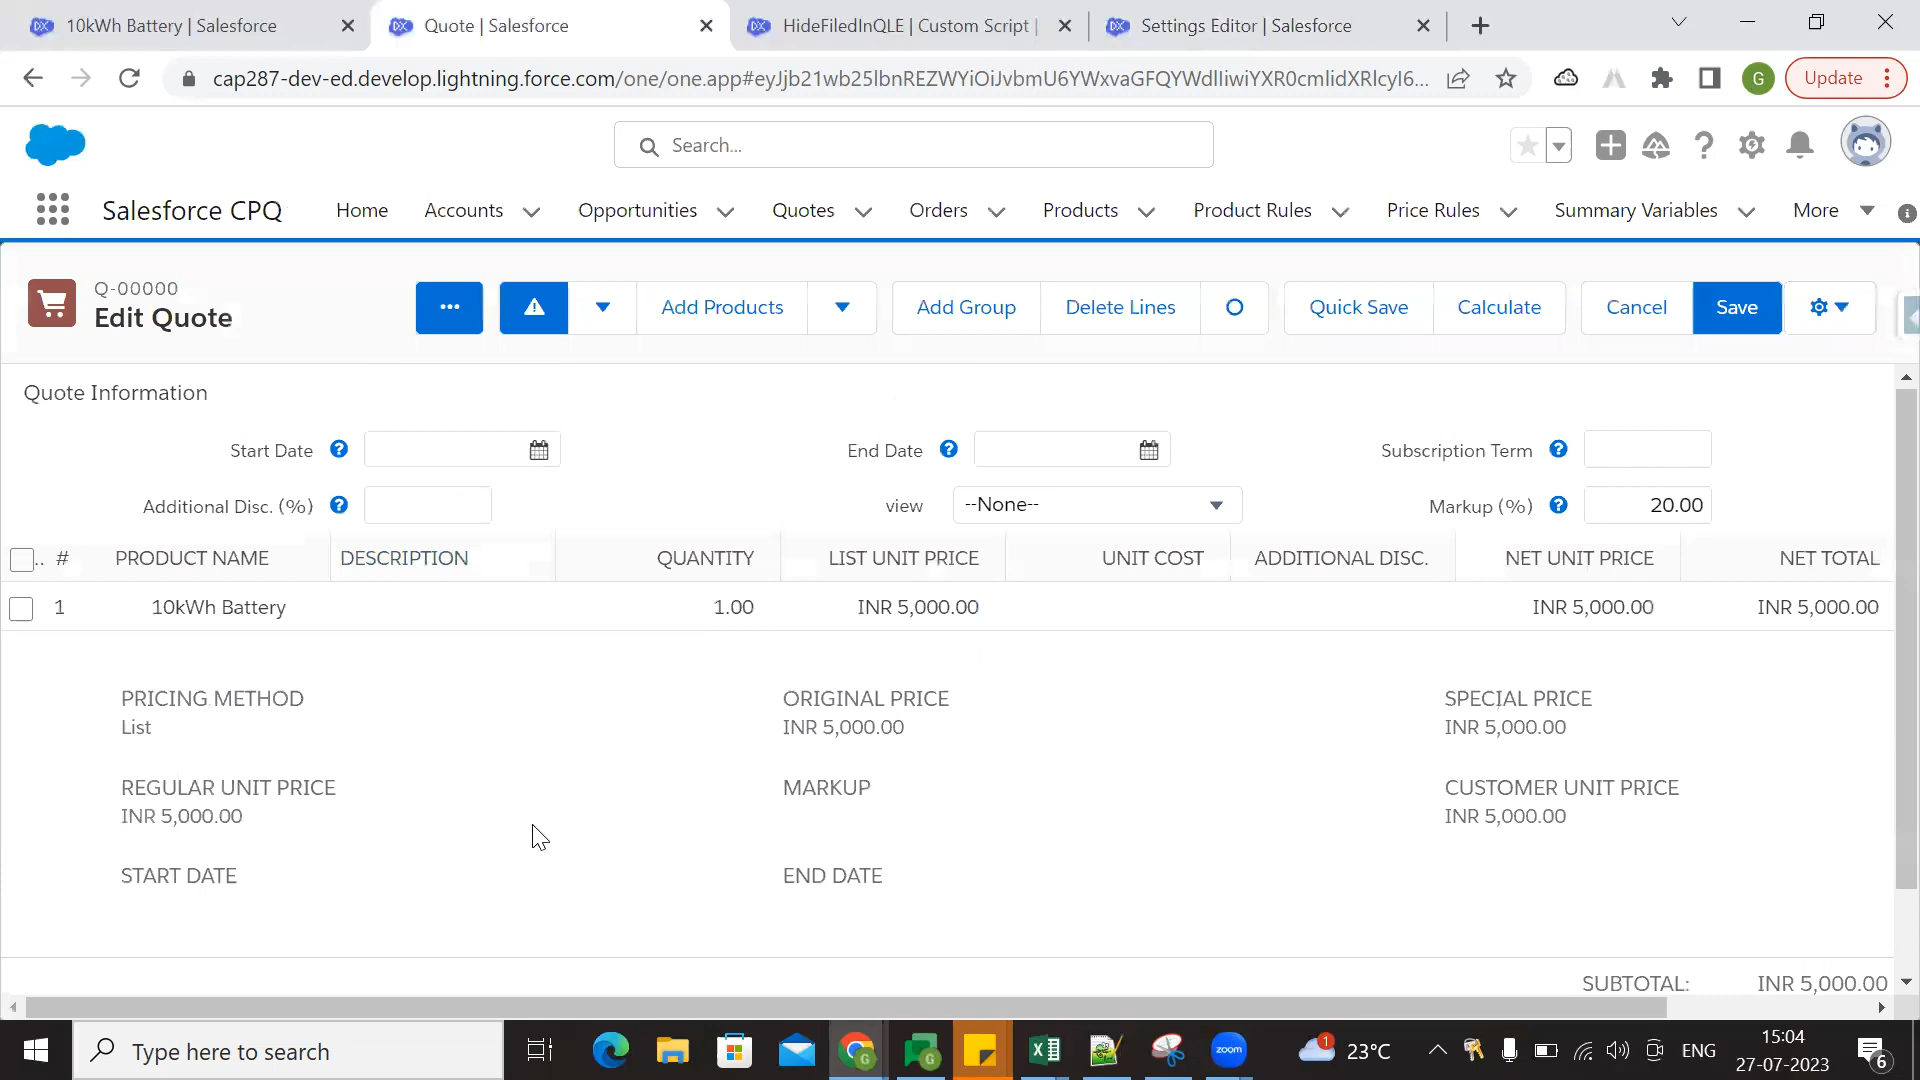 10kWh Battery | Salesforce
Quote | Salesforce
HideFiledInQLE | Custom Script |
Settings Editor | Salesforce
cap287-dev-ed.develop.lightning.force.com/one/one.app#eyJjb21wb25lbnREZWYiOiJvbmU6YWxvaGFQYWdlIiwiYXR0cmlidXRlcyI6...
G
Update
Search...
Salesforce CPQ
Home
Accounts
Opportunities
Quotes
Orders
Products
Product Rules
Price Rules
Summary Variables
More
Q-00000
Edit Quote
Add Products
Add Group
Delete Lines
Quick Save
Calculate
Cancel
Save
Quote Information
Start Date
End Date
Subscription Term
Additional Disc. (%)
view
--None--
Markup (%)
20.00
# PRODUCT NAME DESCRIPTION QUANTITY LIST UNIT PRICE UNIT COST ADDITIONAL DISC. NET UNIT PRICE NET TOTAL
1 10kWh Battery 1.00 INR 5,000.00 INR 5,000.00 INR 5,000.00
PRICING METHOD
List
ORIGINAL PRICE
INR 5,000.00
SPECIAL PRICE
INR 5,000.00
REGULAR UNIT PRICE
INR 5,000.00
MARKUP
CUSTOMER UNIT PRICE
INR 5,000.00
START DATE
END DATE
SUBTOTAL: INR 5,000.00
Type here to search
zoom
1
23°C
ENG
15:04
27-07-2023
6